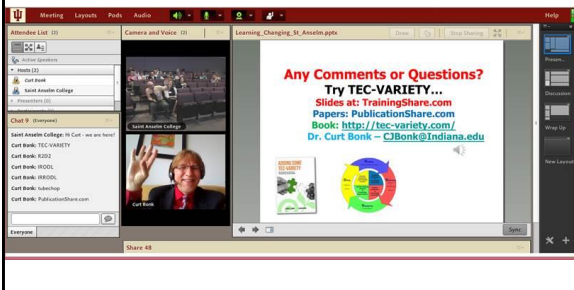 Meeting Layouts Pods Audio Help
Attendee List (2)
Active Speakers
Hosts (2)
Curt Bonk
Saint Anselm College
Presenters (0)
Chat 9 (Everyone)
Saint Anselm College: Hi Curt - we are here!
Curt Bonk: TEC-VARIETY
Curt Bonk: R2D2
Curt Bonk: IRODL
Curt Bonk: IRRODL
Curt Bonk: tubechop
Curt Bonk: PublicationShare.com
Everyone
Camera and Voice (2)
Saint Anselm College
Curt Bonk
Learning_Changing_St_Anselm.pptx
Draw
Stop Sharing
Any Comments or Questions?
Try TEC-VARIETY...
Slides at: TrainingShare.com
Papers: PublicationShare.com
Book: http://tec-variety.com/
Dr. Curt Bonk – CJBonk@Indiana.edu
ADDING SOME
TEC-VARIETY
Sync
Share 48
Presen...
Discussion
Wrap Up
New Layout